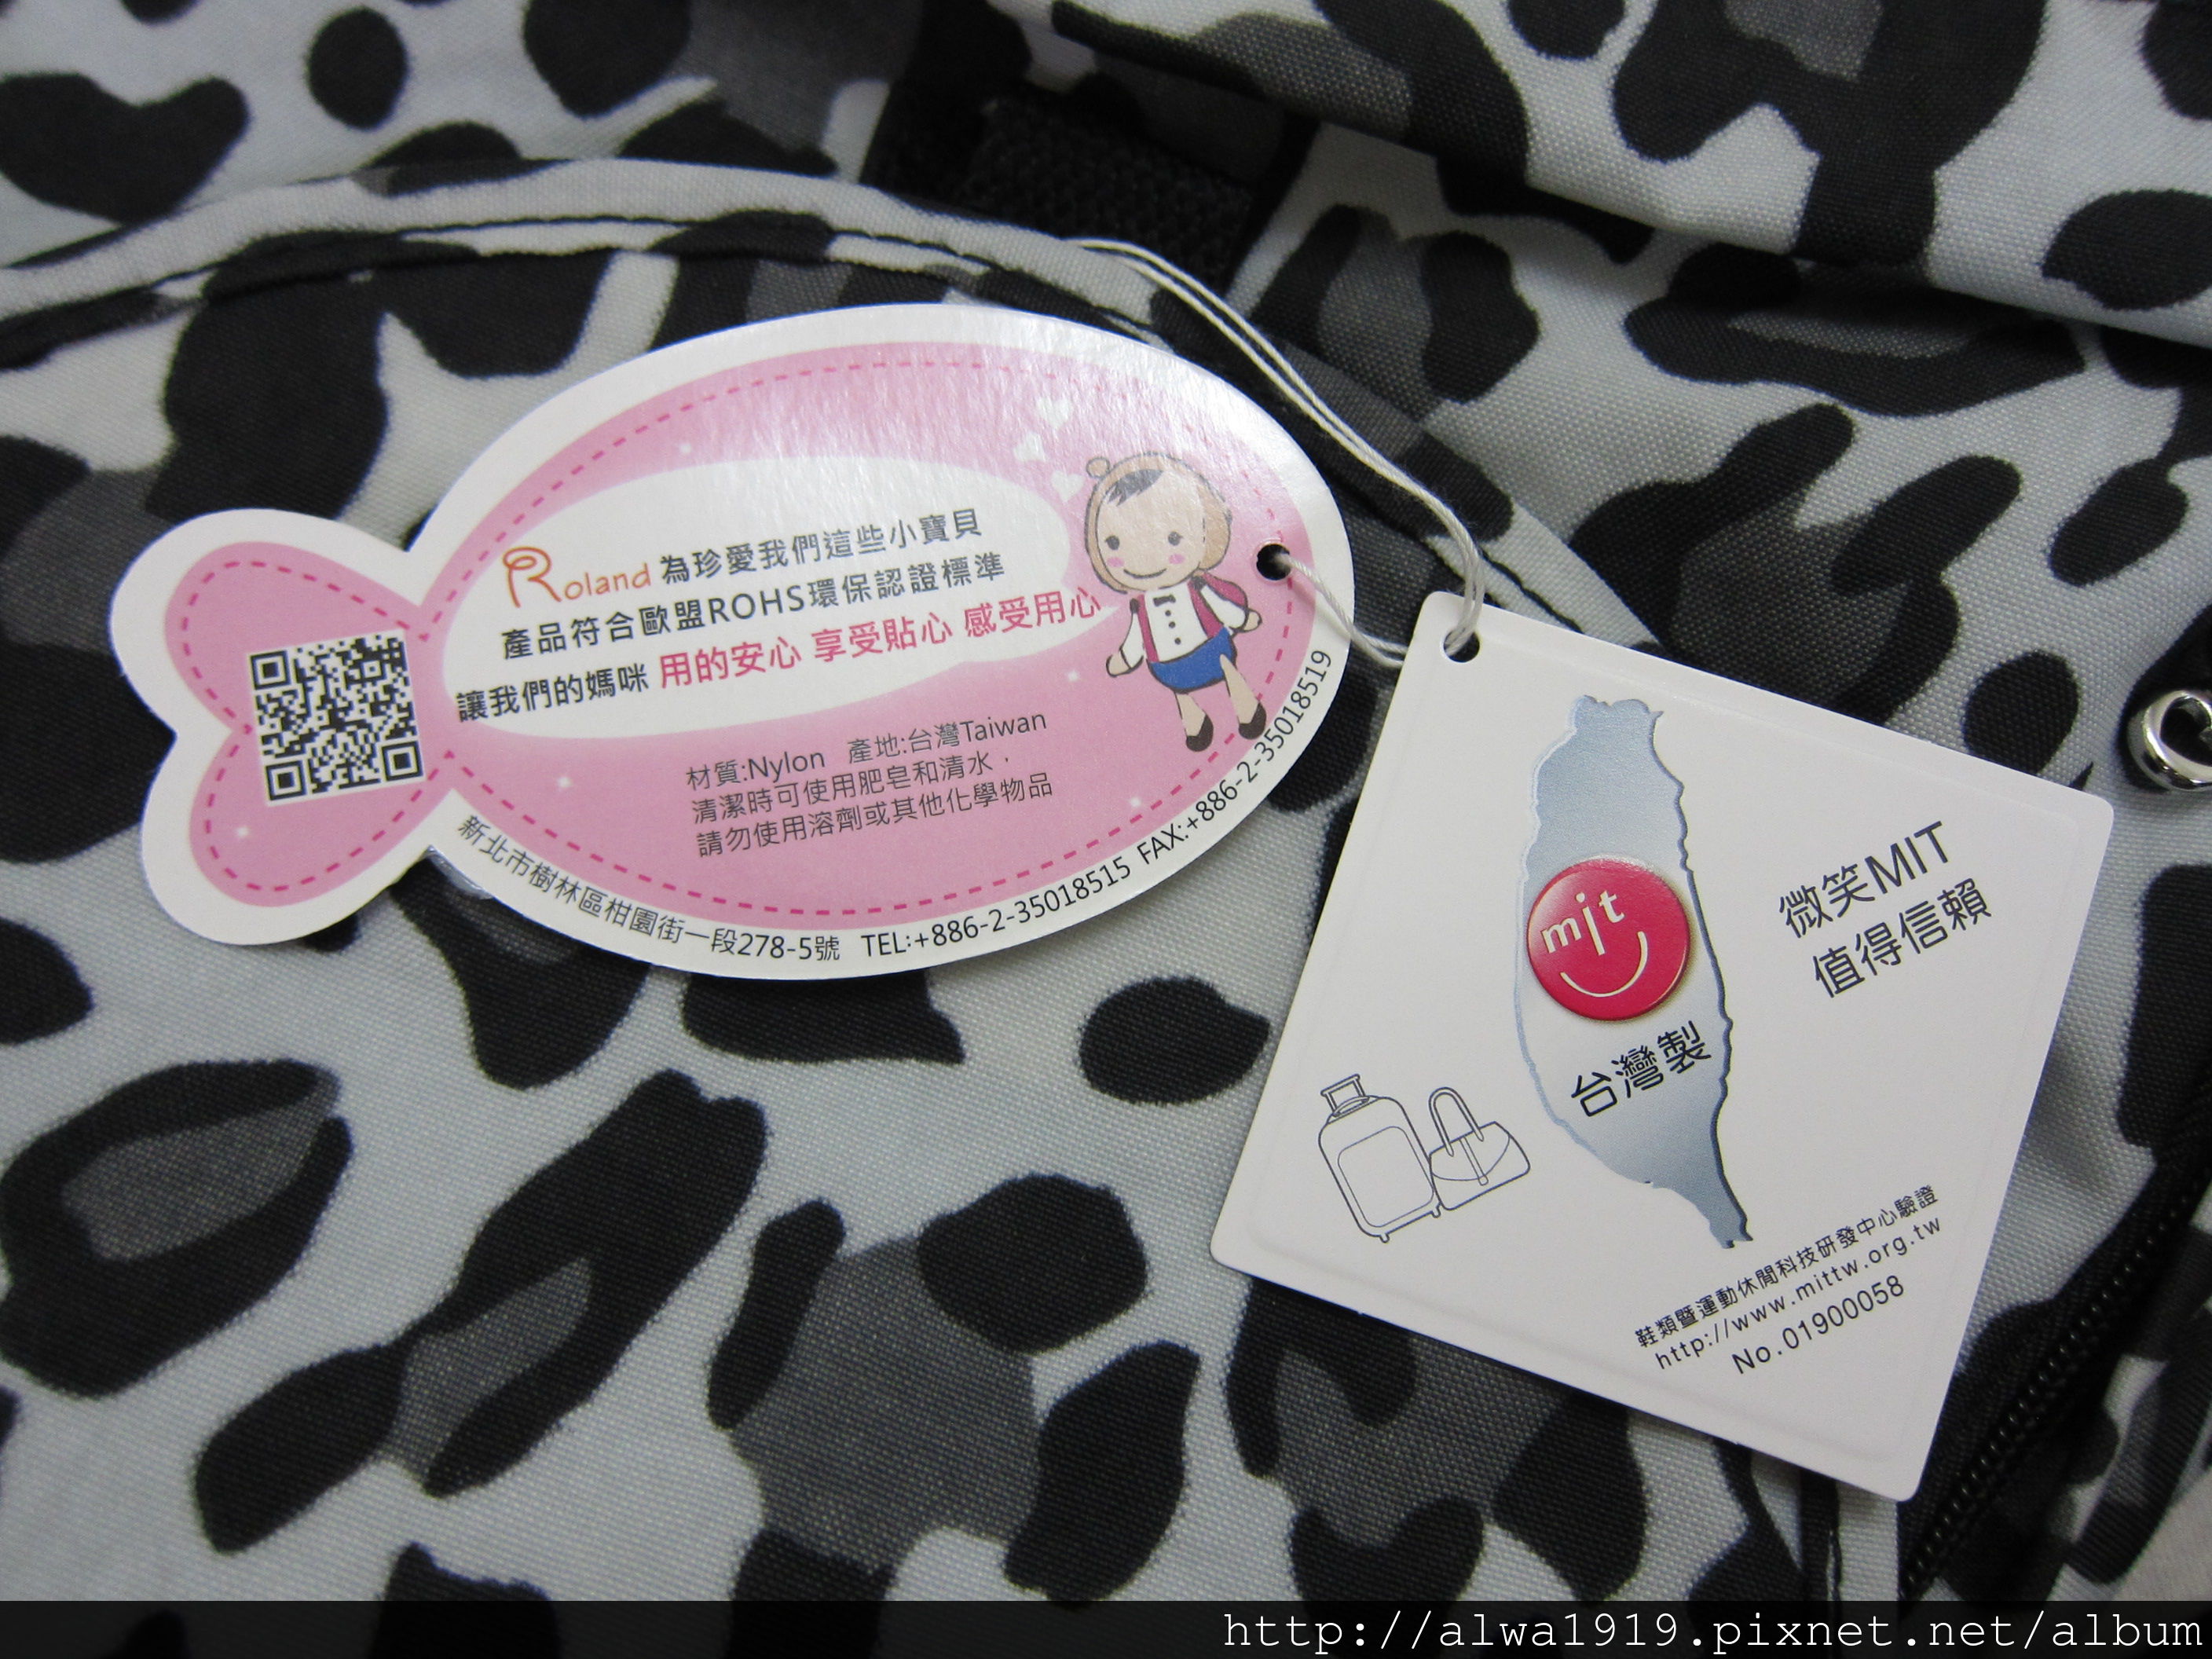 Roland 為珍愛我們這些小寶貝
產品符合歐盟ROHS環保認證標準
讓我們的媽咪 用的安心 享受貼心 感受用心
材質:Nylon 產地:台灣Taiwan
清潔時可使用肥皂和清水，
請勿使用溶劑或其他化學物品
新北市樹林區柑園街一段278-5號 TEL:+886-2-35018515 FAX:+886-2-35018519
微笑MIT
值得信賴
mit
台灣製
鞋類暨運動休閒科技研發中心驗證
http://www.mittw.org.tw
No.01900058
http://alwa1919.pixnet.net/album